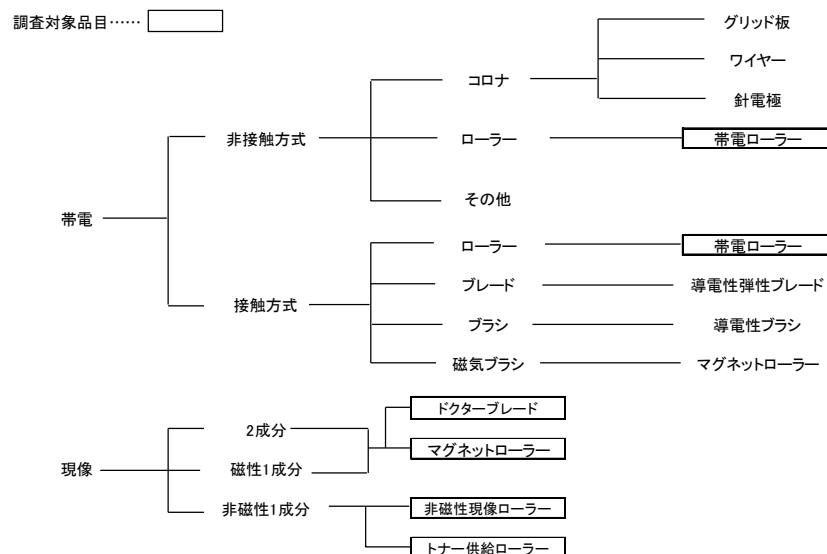 調査対象品目……
グリッド板
ワイヤー
コロナ
針電極
非接触方式
ローラー
帯電ローラー
その他
帯電
ローラー
帯電ローラー
ブレード
導電性弾性ブレード
接触方式
ブラシ
導電性ブラシ
磁気ブラシ
マグネットローラー
ドクターブレード
2成分
マグネットローラー
現像
磁性1成分
非磁性1成分
非磁性現像ローラー
トナー供給ローラー